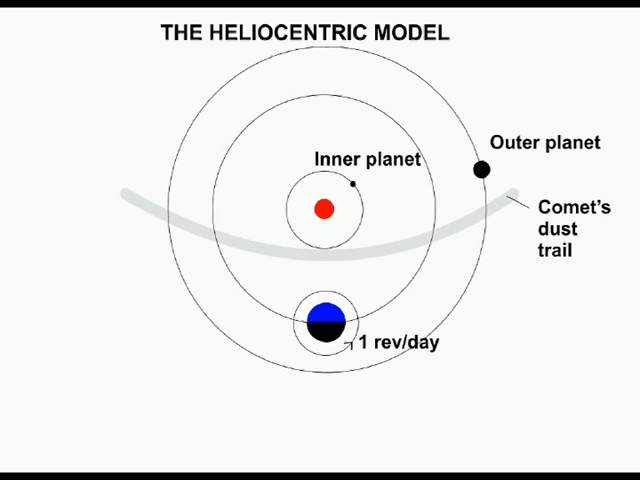 THE HELIOCENTRIC MODEL
Outer planet
Inner planet
Comet's
dust
trail
1 rev/day